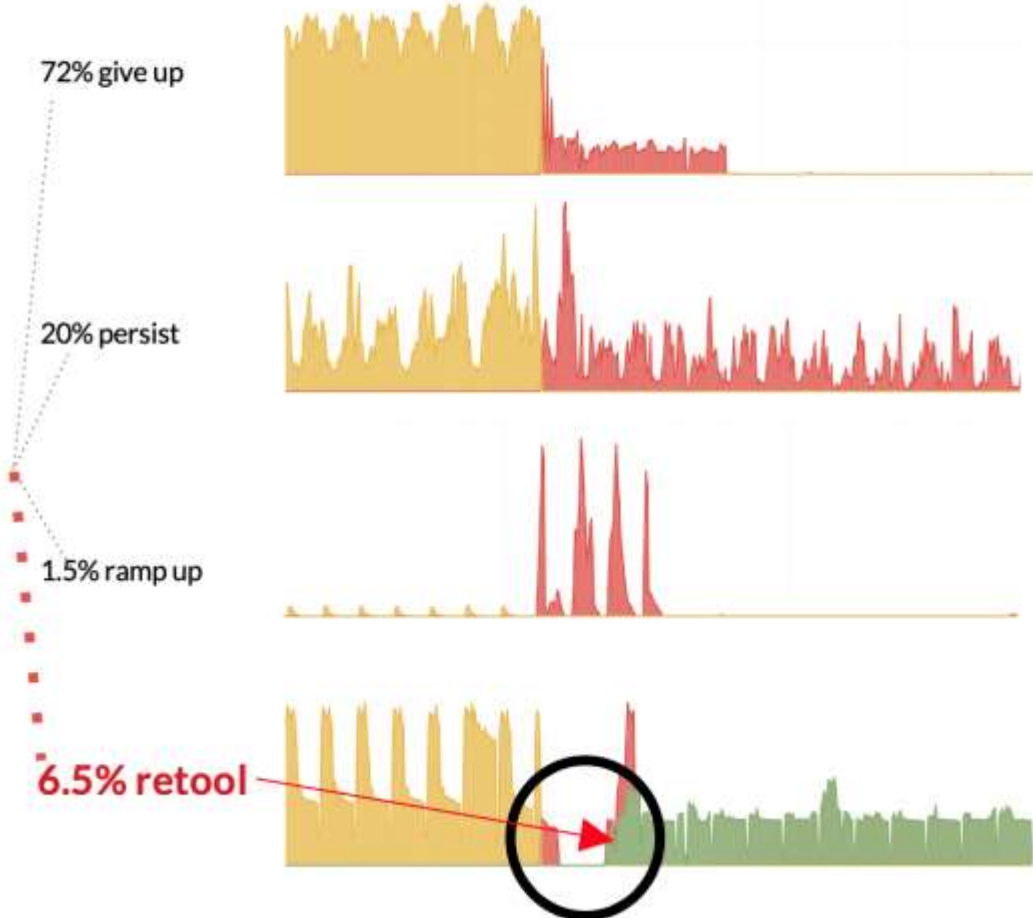 72% give up
20% persist
1.5% ramp up
6.5% retool